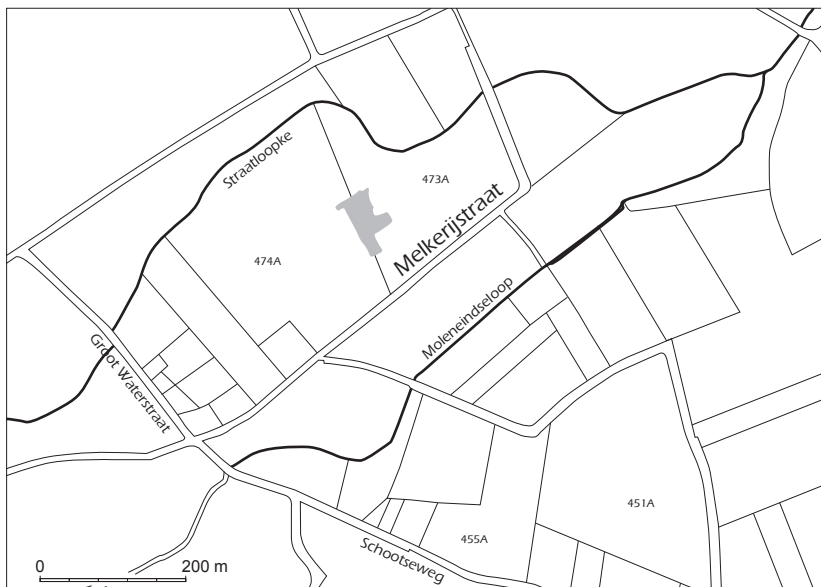 Straatloopke
473A
Melkerijstraat
474A
Moleneindseloop
Groot Waterstraat
451A
455A
Schootseweg
0 200 m